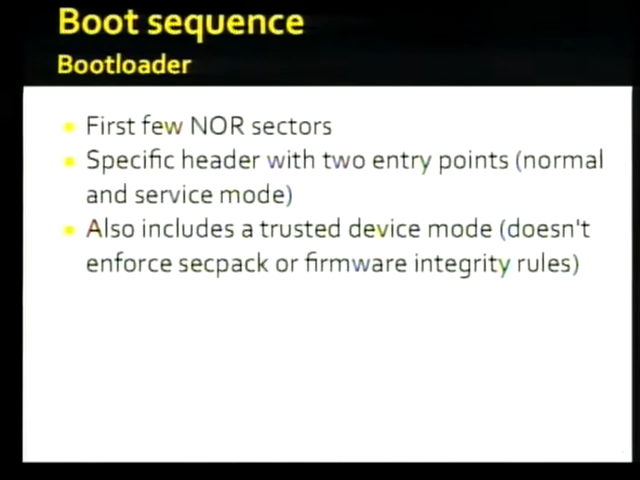 Boot sequence
Bootloader
First few NOR sectors
Specific header with two entry points (normal
and service mode)
Also includes a trusted device mode (doesn't
enforce secpack or firmware integrity rules)